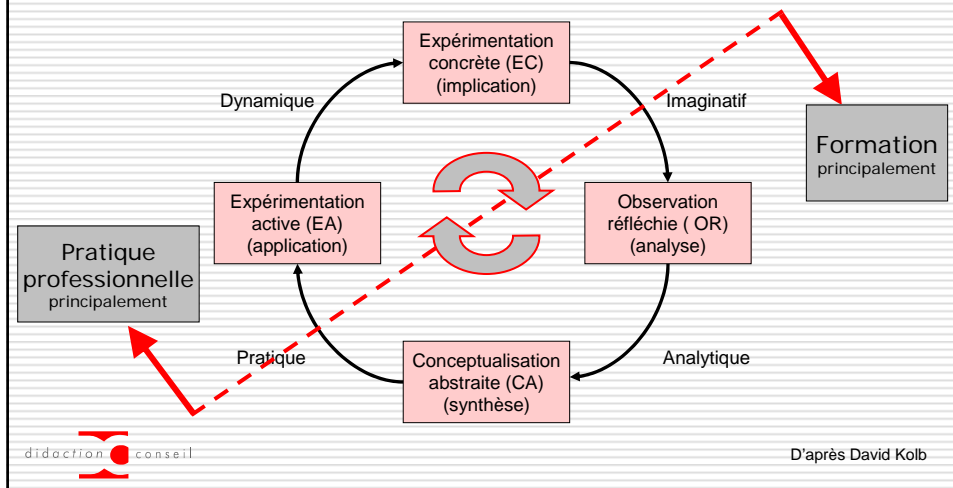 Expérimentation
concrète (EC)
(implication)
Dynamique
Imaginatif
Formation
principalement
Expérimentation
active (EA)
(application)
Observation
réfléchie ( OR)
(analyse)
Pratique
professionnelle
principalement
Pratique
Conceptualisation
abstraite (CA)
(synthèse)
Analytique
didaction conseil
D'après David Kolb